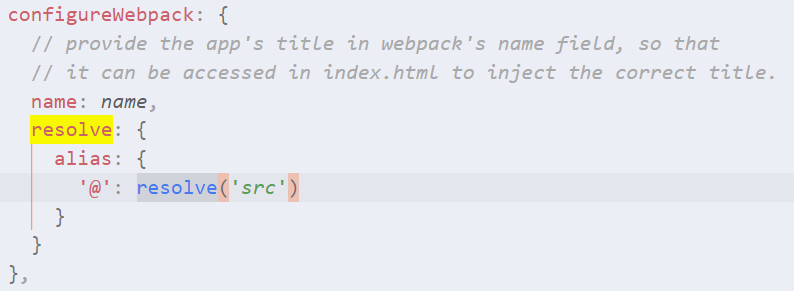 configureWebpack: {
  // provide the app's title in webpack's name field, so that
  // it can be accessed in index.html to inject the correct title.
  name: name,
  resolve: {
    alias: {
      '@': resolve('src')
    }
  }
},